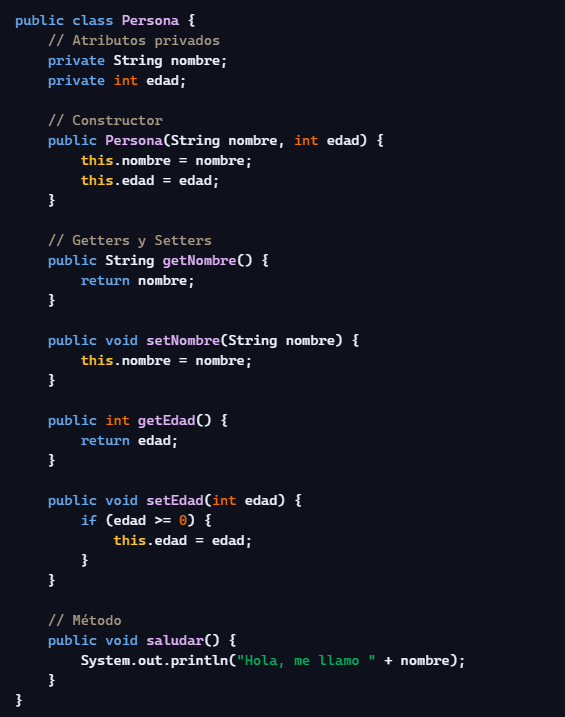 public class Persona {
    // Atributos privados
    private String nombre;
    private int edad;

    // Constructor
    public Persona(String nombre, int edad) {
        this.nombre = nombre;
        this.edad = edad;
    }

    // Getters y Setters
    public String getNombre() {
        return nombre;
    }

    public void setNombre(String nombre) {
        this.nombre = nombre;
    }

    public int getEdad() {
        return edad;
    }

    public void setEdad(int edad) {
        if (edad >= 0) {
            this.edad = edad;
        }
    }

    // Método
    public void saludar() {
        System.out.println("Hola, me llamo " + nombre);
    }
}